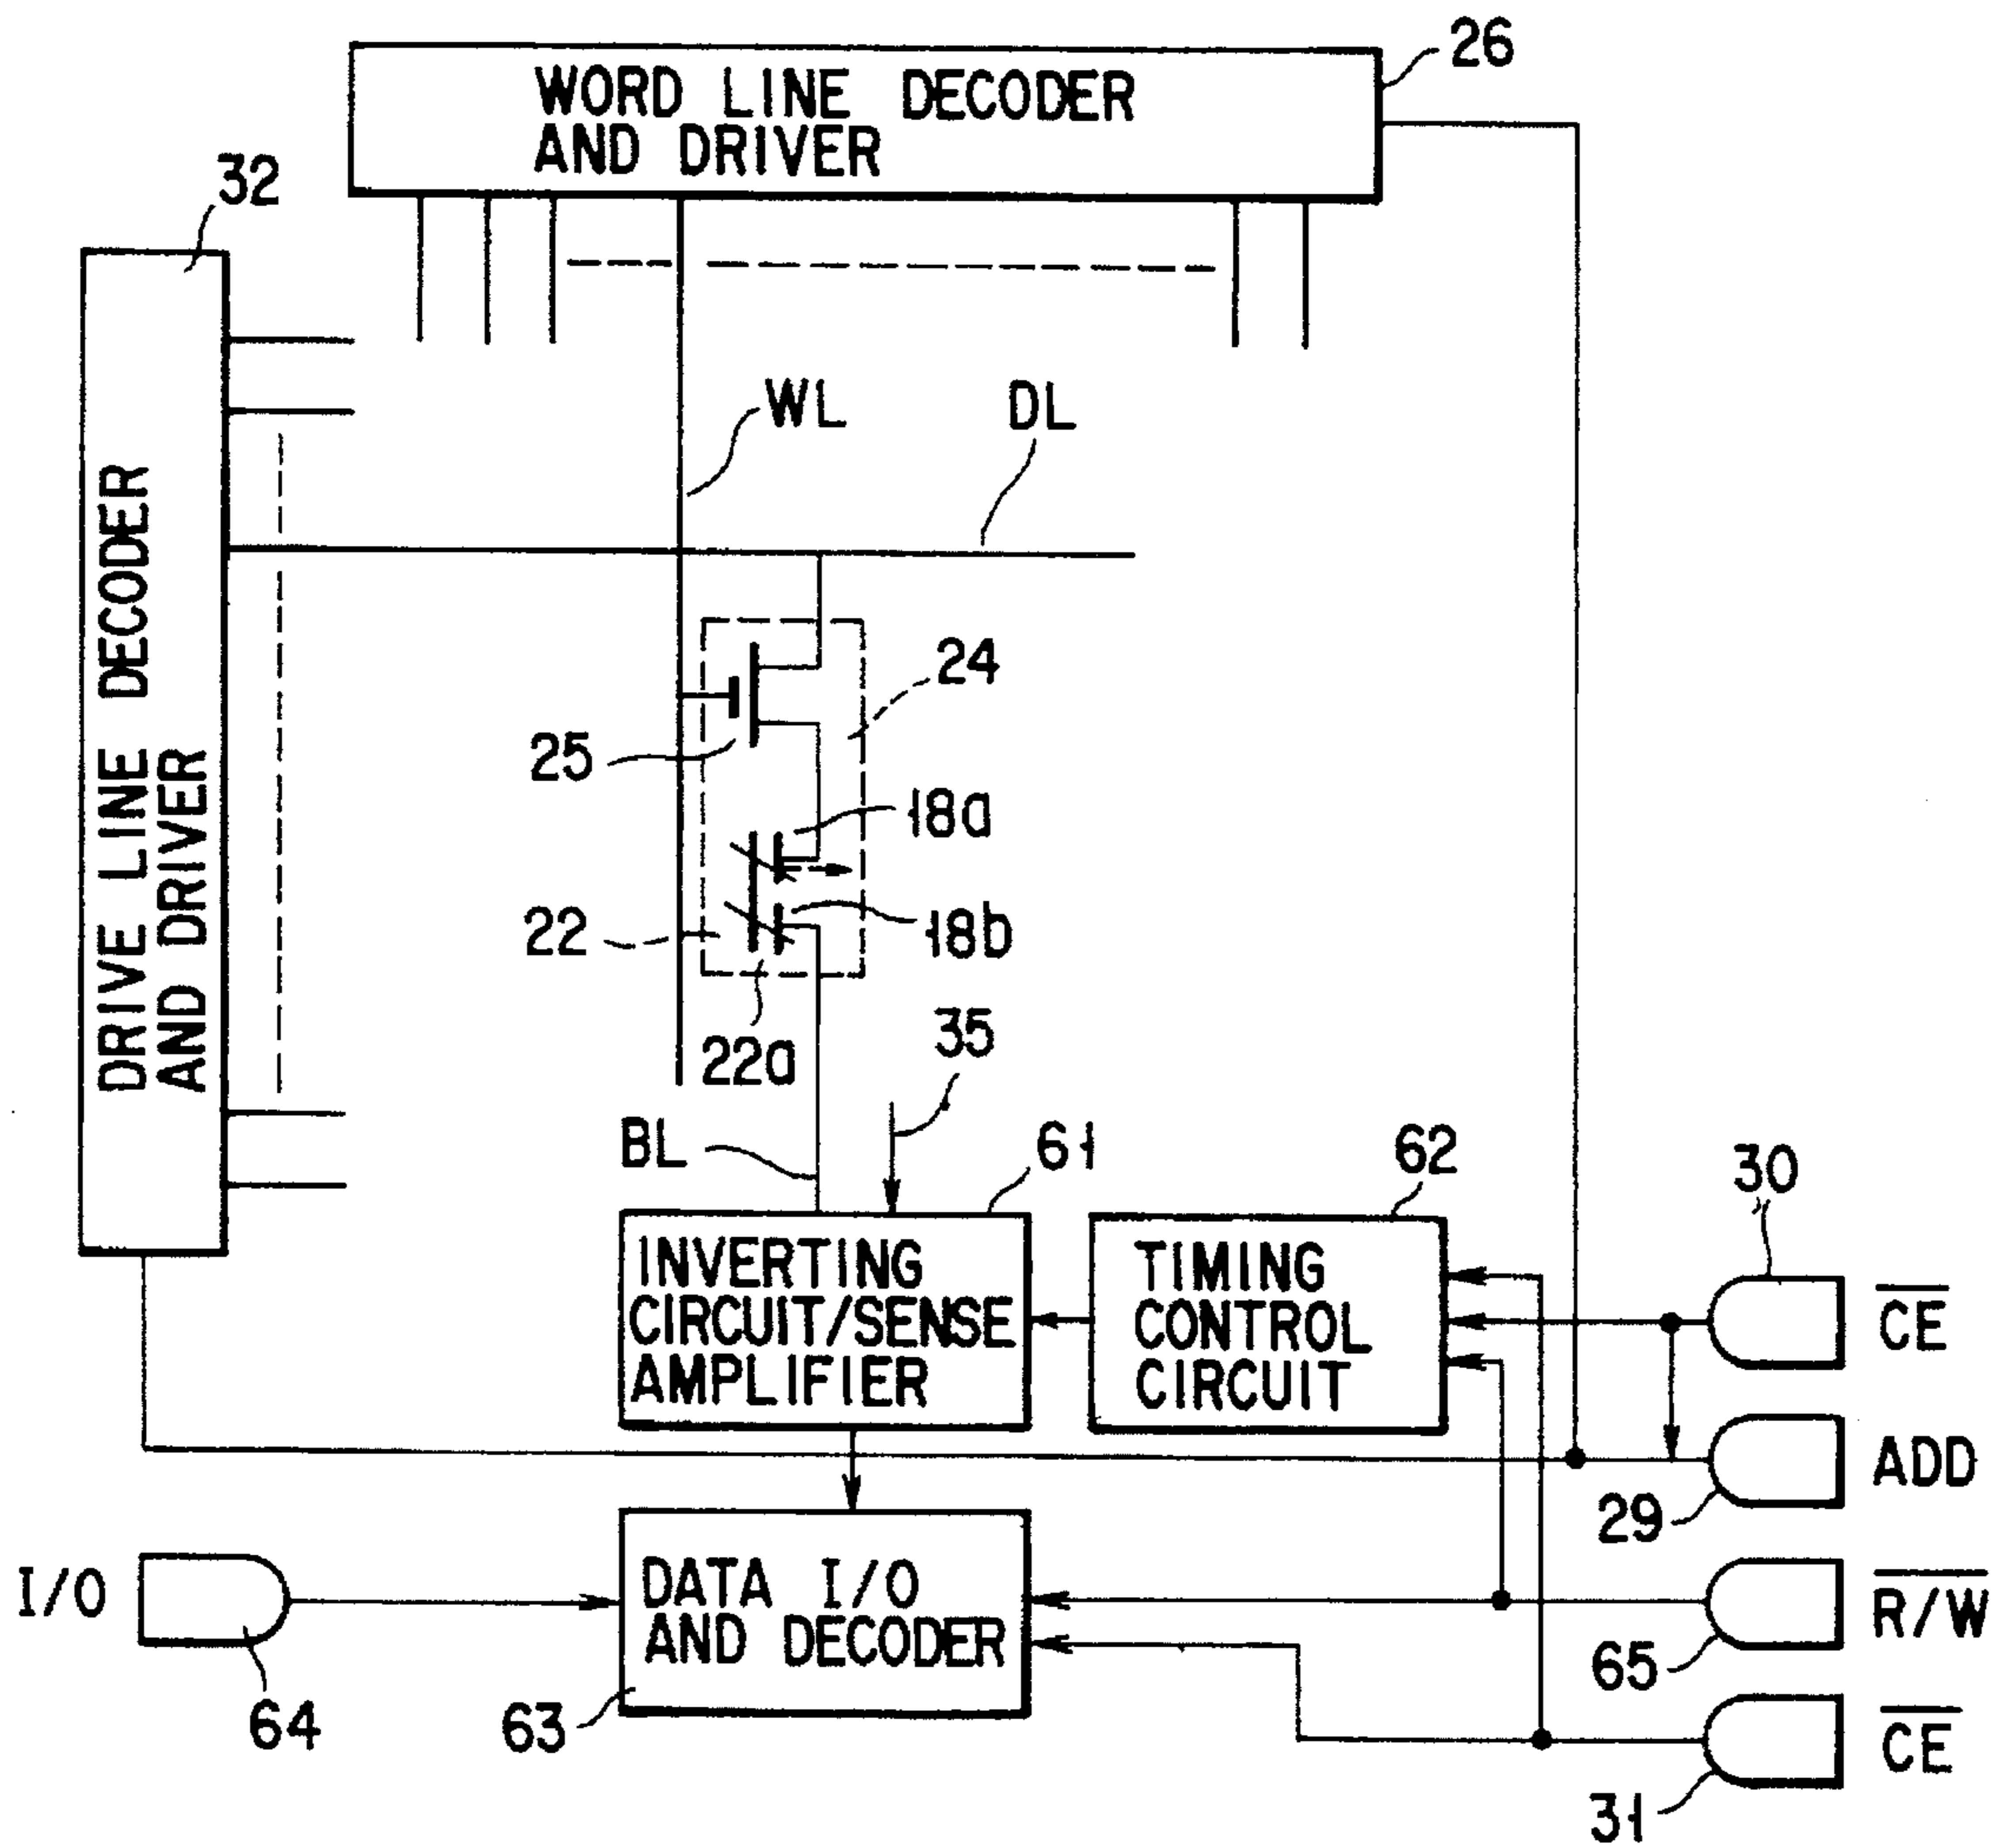 26
WORD LINE DECODER
AND DRIVER
32
WL
DL
DRIVE LINE DECODER
AND DRIVER
24
25
18a
22
18b
22a
35
BL
61
62
30
INVERTING
CIRCUIT/SENSE
AMPLIFIER
TIMING
CONTROL
CIRCUIT
C̅E̅
ADD
29
I/O
DATA I/O
AND DECODER
R̅/̅W̅
65
64
63
C̅E̅
31